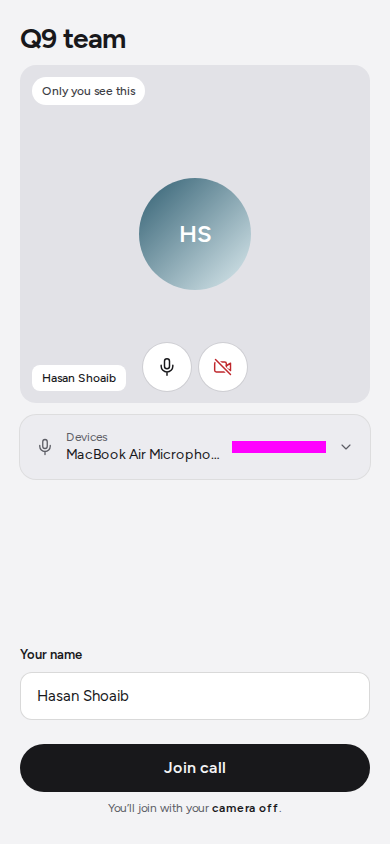 Q9 team
Only you see this
HS
Hasan Shoaib
Devices
MacBook Air Micropho...
Your name
Hasan Shoaib
Join call
You'll join with your camera off.